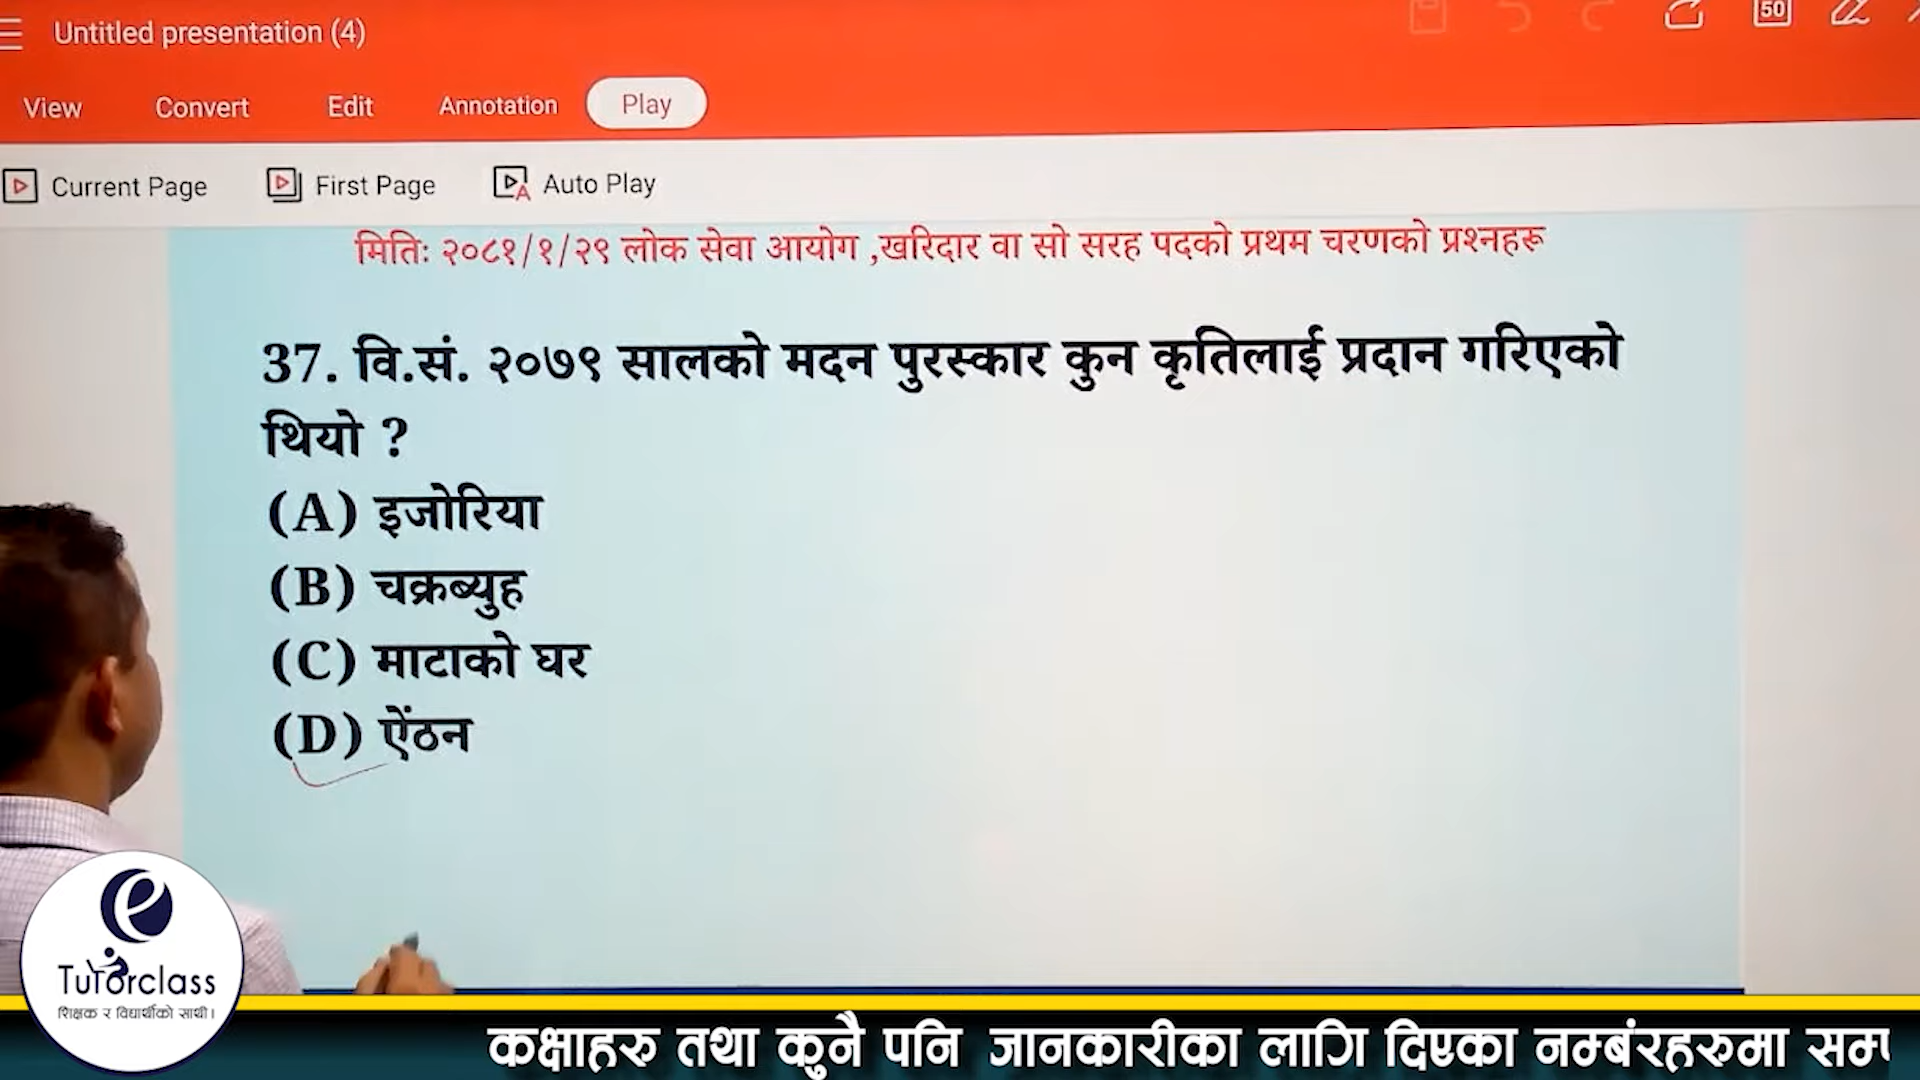 Untitled presentation (4)
50
View Convert Edit Annotation Play
Current Page First Page Auto Play
मितिः २०८१/१/२९ लोक सेवा आयोग ,खरिदार वा सो सरह पदको प्रथम चरणको प्रश्नहरू
37. वि.सं. २०७९ सालको मदन पुरस्कार कुन कृतिलाई प्रदान गरिएको
थियो ?
(A) इजोरिया
(B) चक्रब्युह
(C) माटाको घर
(D) ऐंठन
e
Tutorclass
शिक्षक र विद्यार्थीको साथी।
कक्षाहरु तथा कुनै पनि जानकारीका लागि दिएका नम्बंरहरुमा सम्प